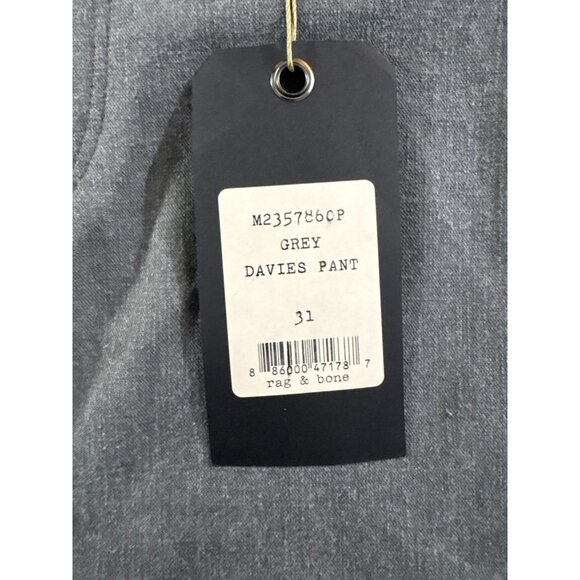 M2357860P
GREY
DAVIES PANT
31
8 86000 47178 7
rag & bone